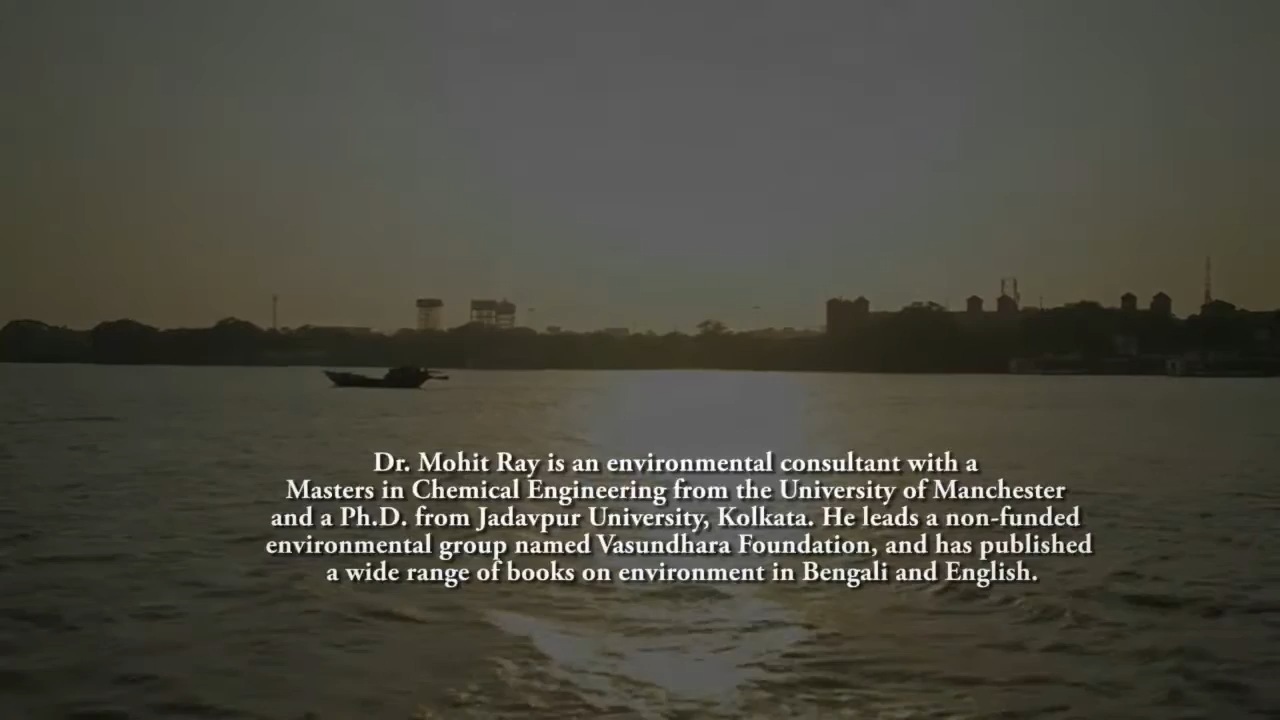 Dr. Mohit Ray is an environmental consultant with a
Masters in Chemical Engineering from the University of Manchester
and a Ph.D. from Jadavpur University, Kolkata. He leads a non-funded
environmental group named Vasundhara Foundation, and has published
a wide range of books on environment in Bengali and English.